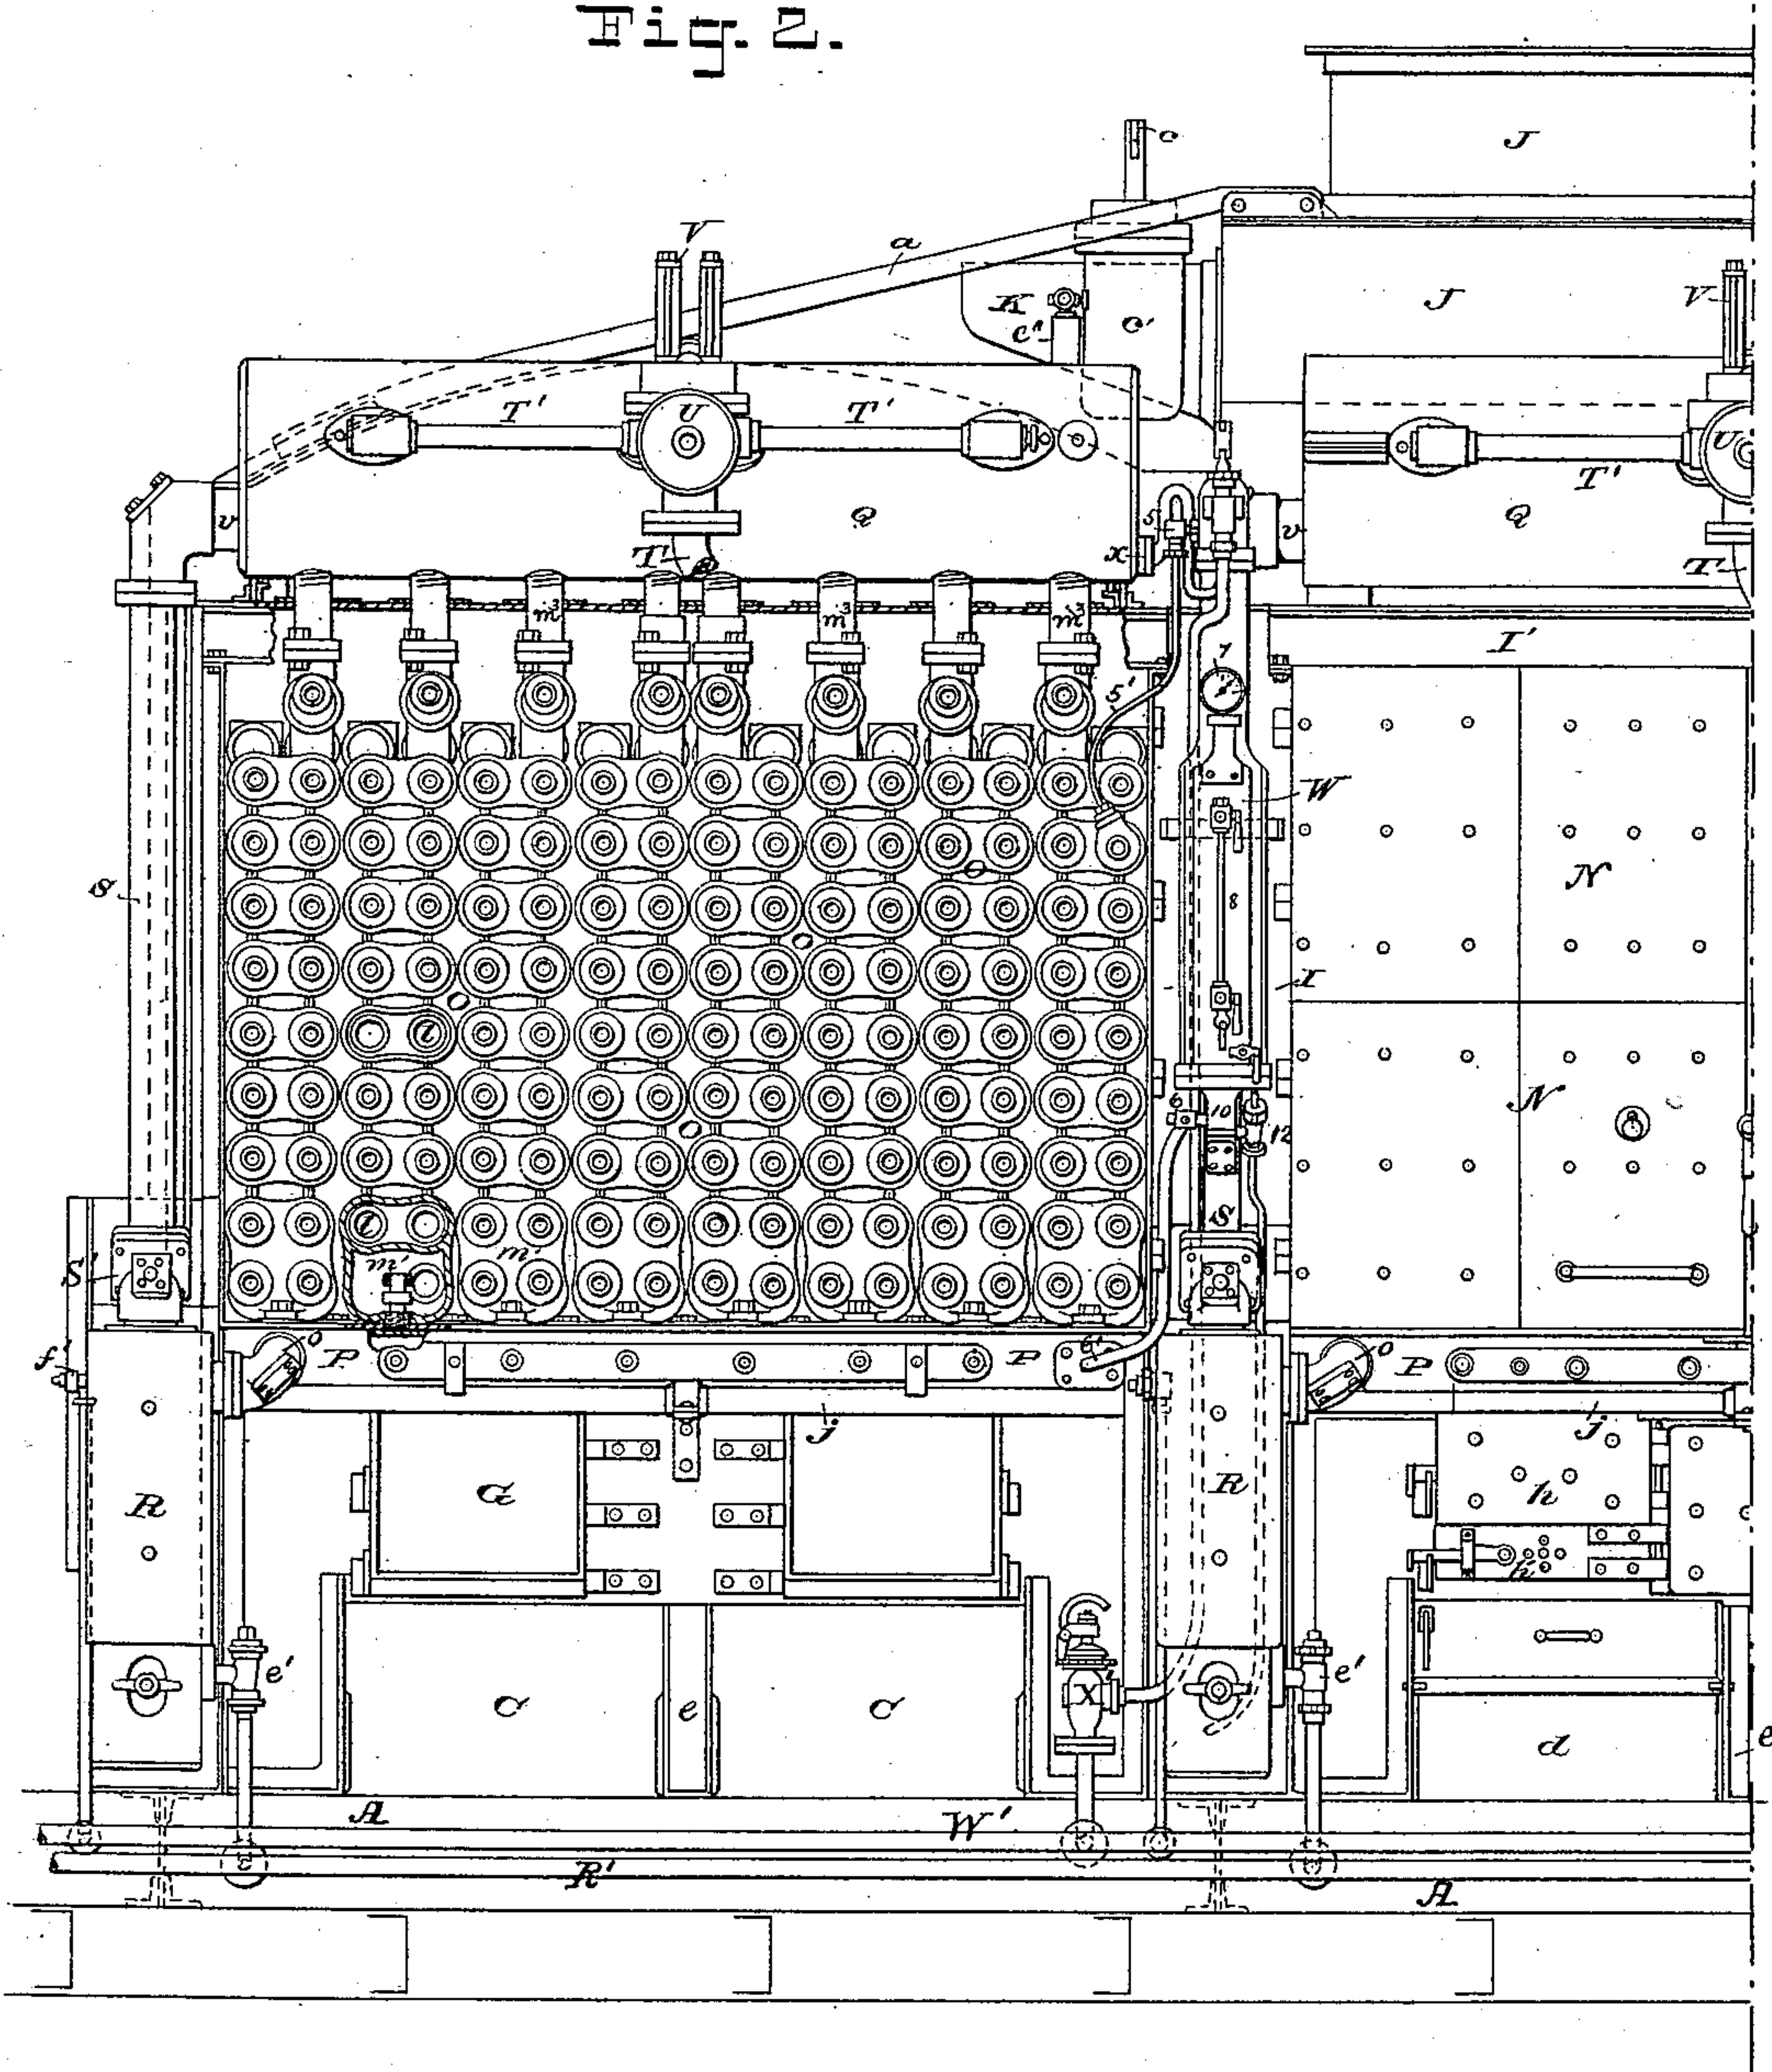 Fig. 2.
J
c
V
a
J
V
K
c'
C'
T'
U
T'
U
T'
v
Q
5
v
Q
T
x
T
m³
m³
m³
I'
7
5'
W
O
N
s
8
O
I
O
l
N
6
10
12
O
l
S
m'
m'
S'
o
P
P
6'
o
P
f'
j
j
R
G
R
h
h'
e'
X'
e'
C
e
C
d
e
A
W'
R'
A